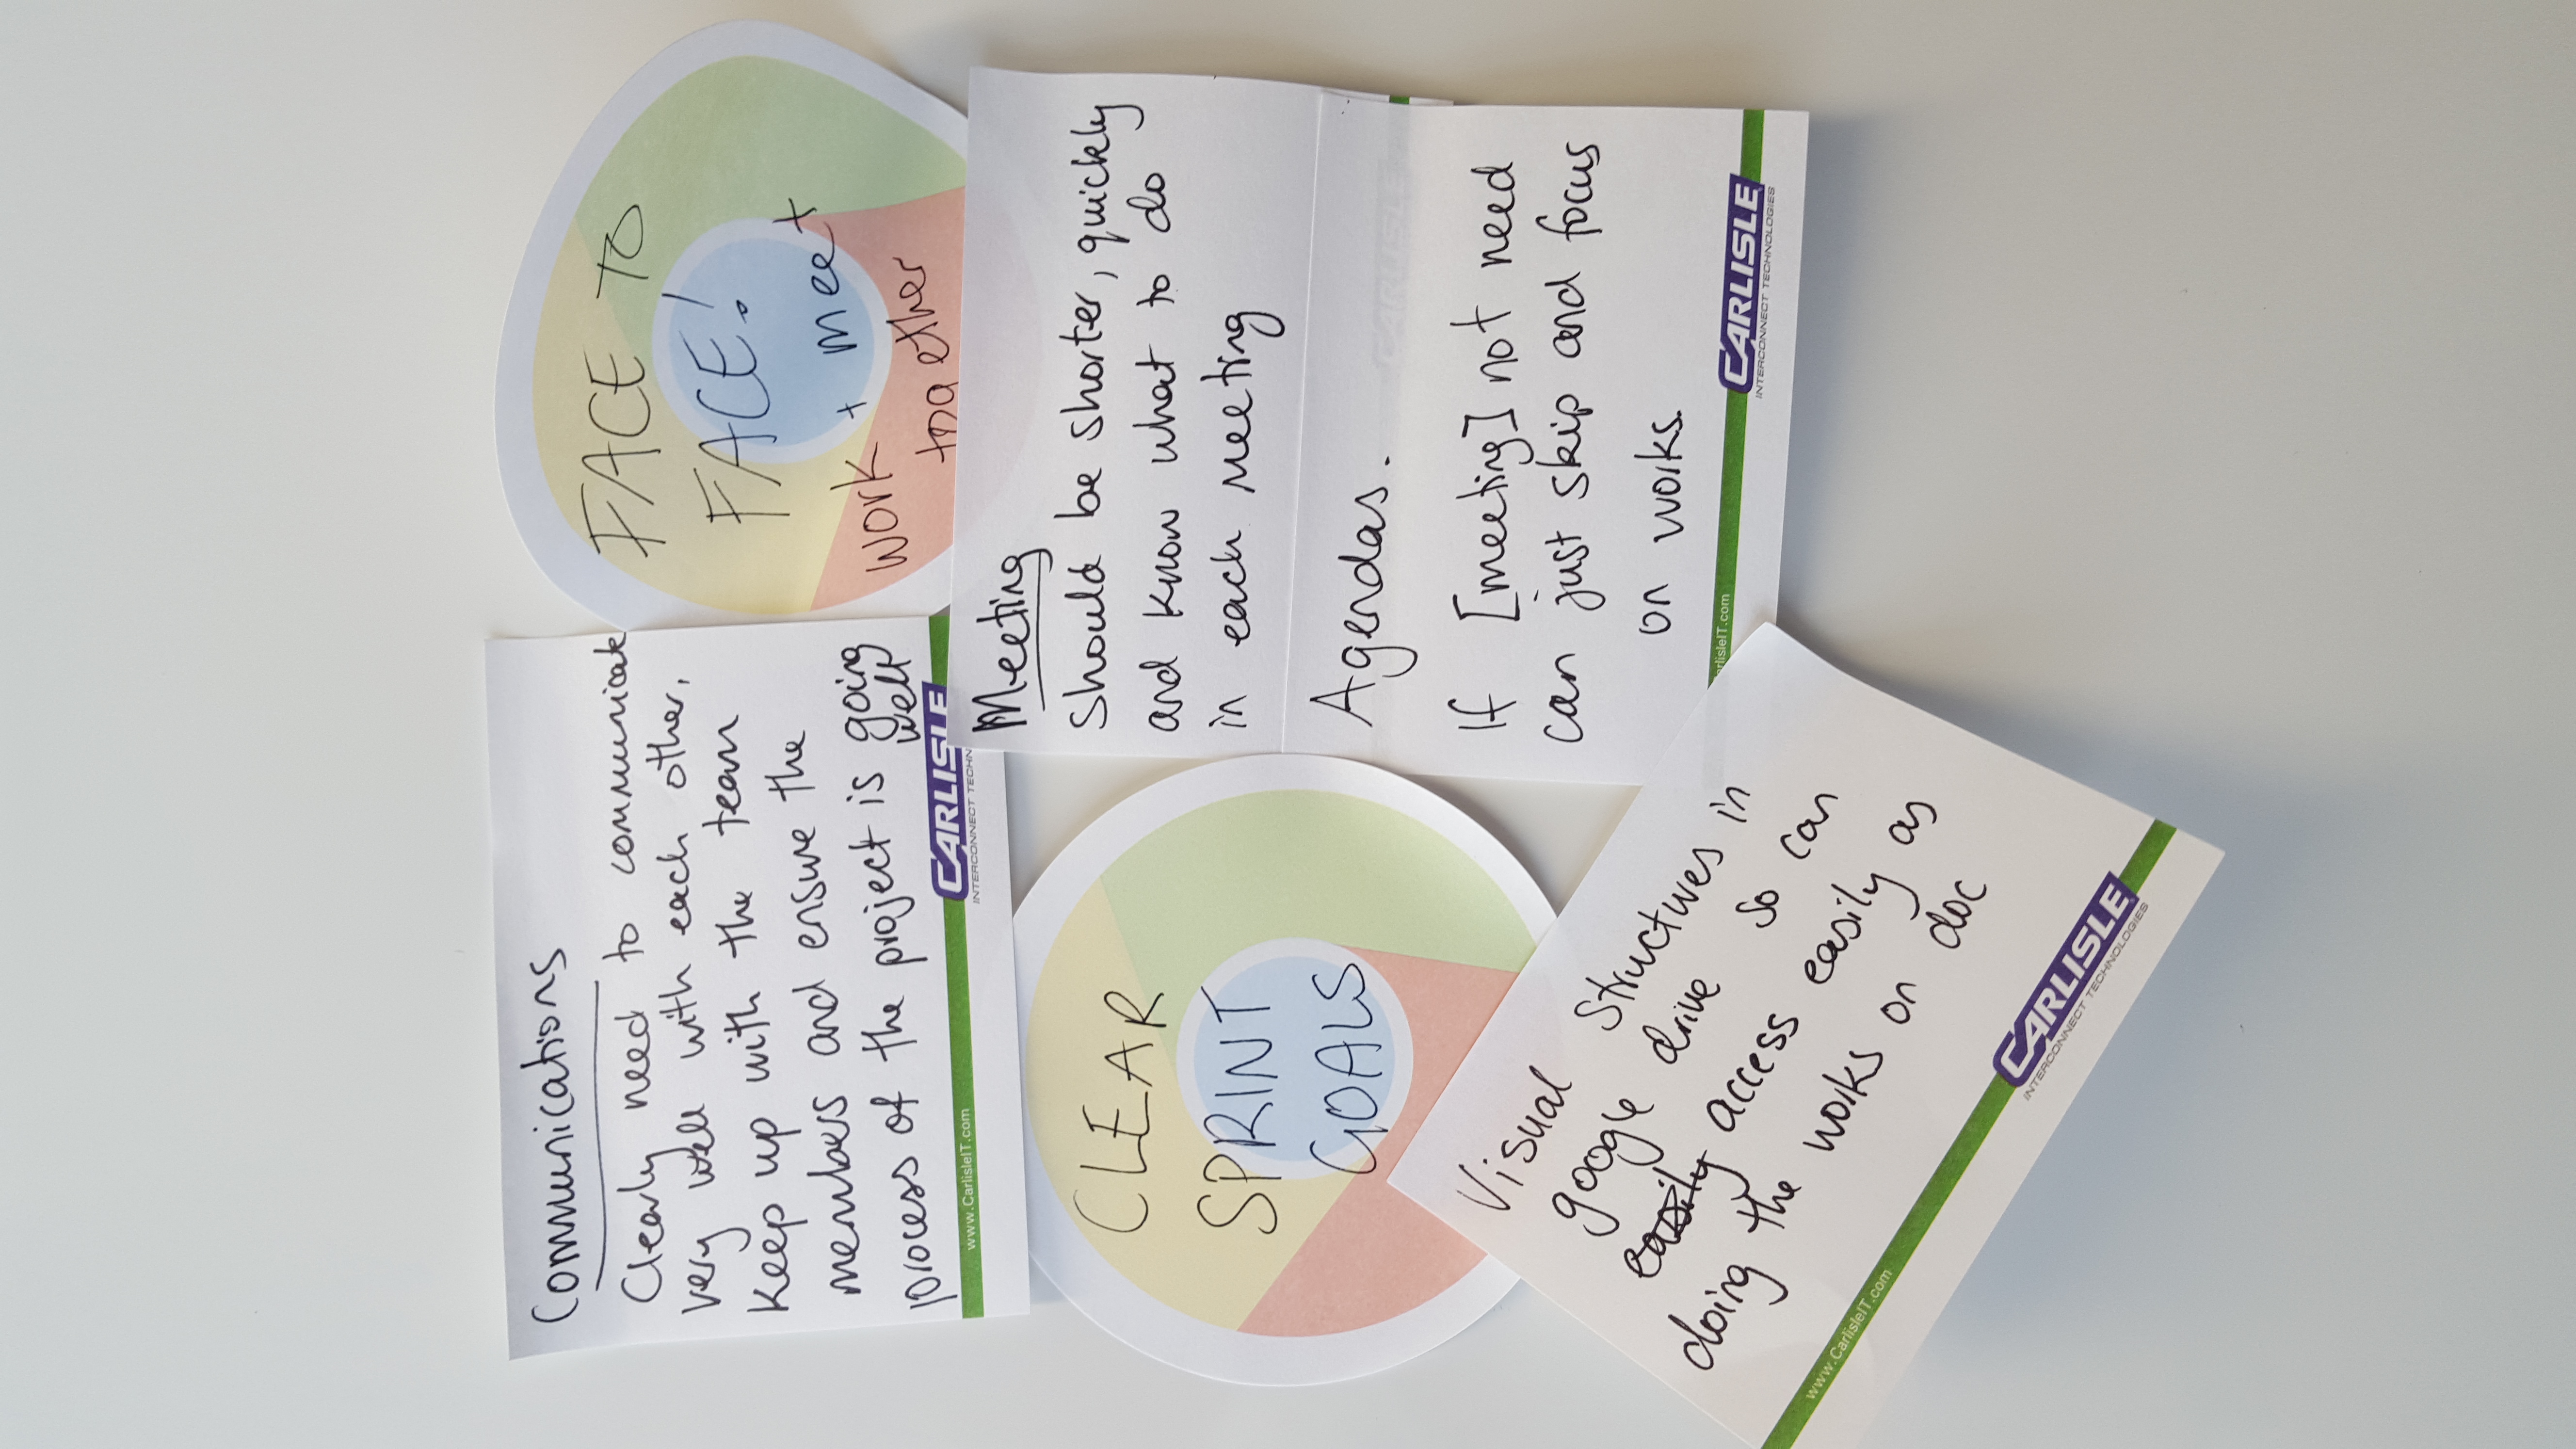 Communications
Clearly need to communicate
very well with each other,
keep up with the team
members and ensure the
process of the project is going
well
www.CarlisleIT.com
CARLISLE
INTERCONNECT TECHN
FACE TO
FACE!
work + meet
together
CLEAR
SPRINT
GOALS
Meeting
Should be shorter, quickly
and know what to do
in each meeting
Agendas.
If [meeting] not need
can just skip and focus
on works.
arlisleIT.com
CARLISLE
INTERCONNECT TECHNOLOGIES
Visual Structures in
google drive so can
easily access easily as
doing the works on doc
www.CarlisleIT.com
CARLISLE
INTERCONNECT TECHNOLOGIES